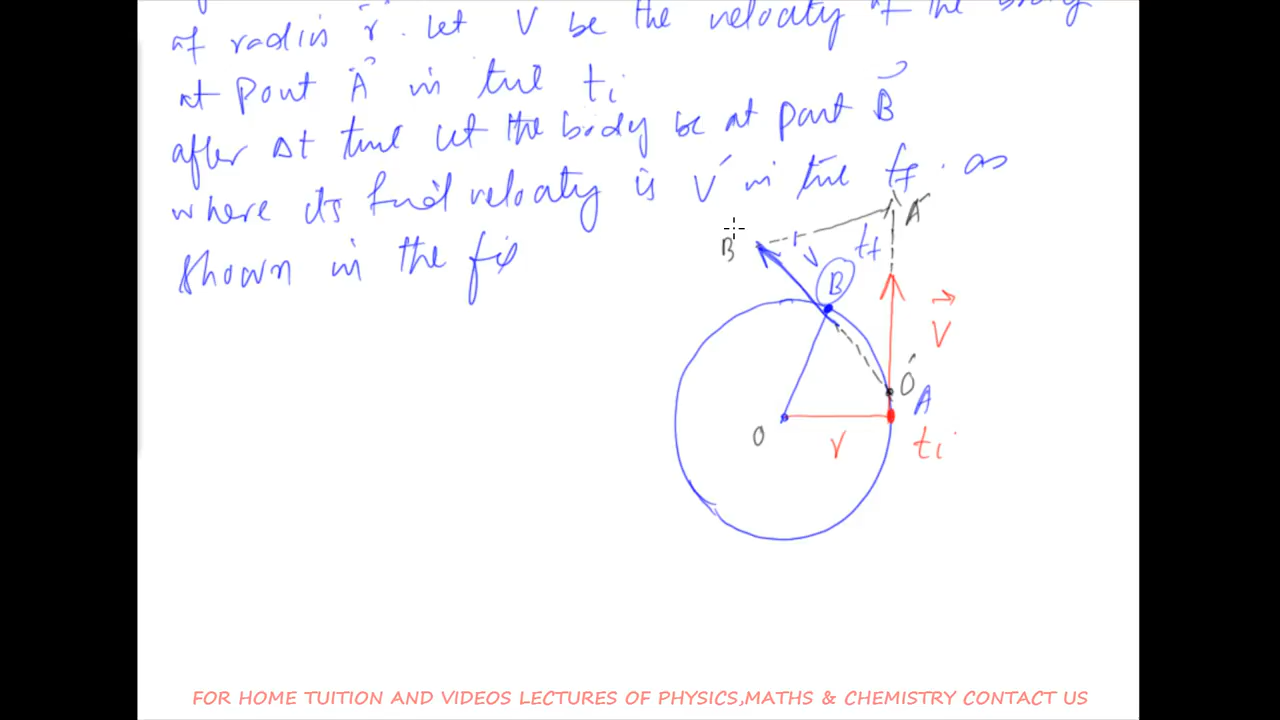 of radius r. Let V be the velocity of the body
at Point A in time ti
after Δt time let the body be at point B
where its final velocity is V' in time tf. as
shown in the fig
A'
B'
V'
tf
B
V
O'
A
O
r
ti
FOR HOME TUITION AND VIDEOS LECTURES OF PHYSICS,MATHS & CHEMISTRY CONTACT US